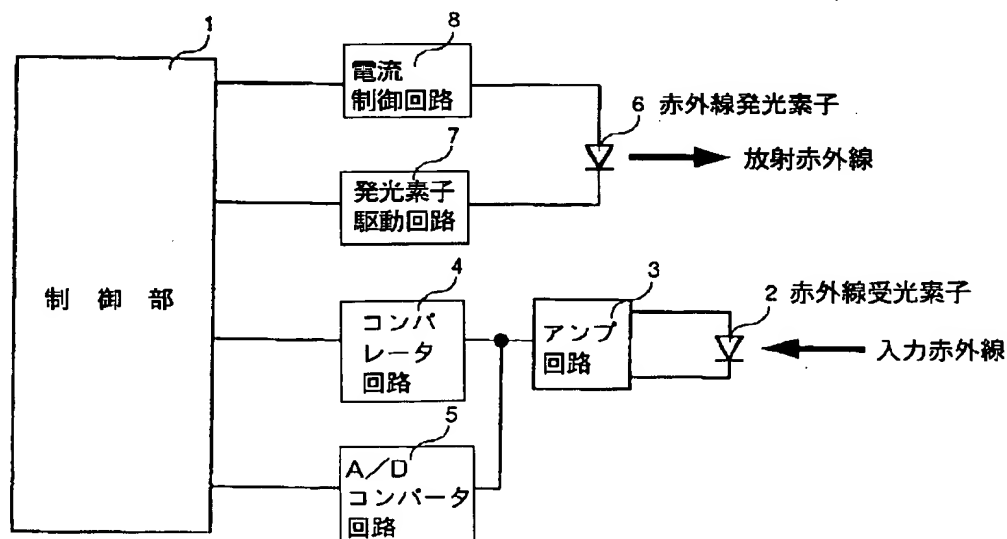 1
8
電流
制御回路
6 赤外線発光素子
放射赤外線
7
発光素子
駆動回路
制 御 部
4
コンパ
レータ
回路
3
アンプ
回路
2 赤外線受光素子
入力赤外線
5
A/D
コンバータ
回路